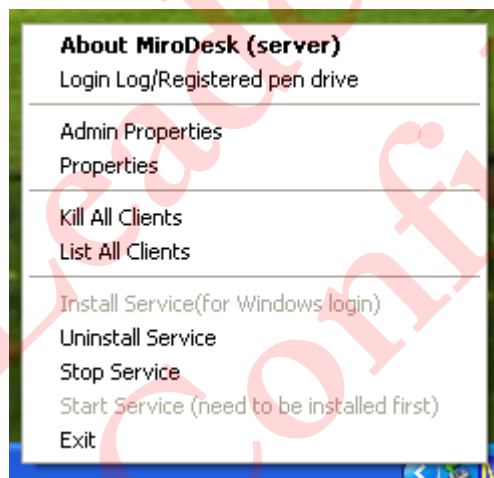 About MiroDesk (server)
Login Log/Registered pen drive
Admin Properties
Properties
Kill All Clients
List All Clients
Install Service(for Windows login)
Uninstall Service
Stop Service
Start Service (need to be installed first)
Exit